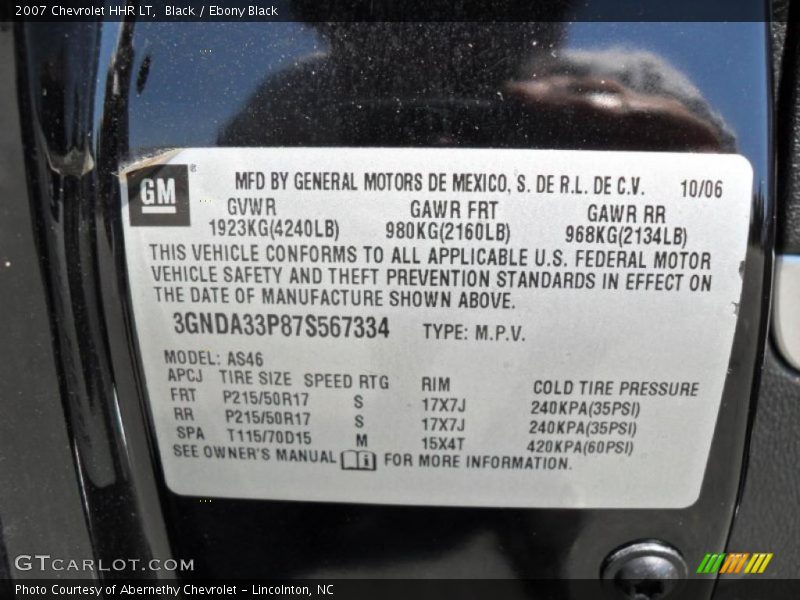 2007 Chevrolet HHR LT, Black / Ebony Black
GM ®
MFD BY GENERAL MOTORS DE MEXICO, S. DE R.L. DE C.V. 10/06
GVWR GAWR FRT GAWR RR
1923KG(4240LB) 980KG(2160LB) 968KG(2134LB)
THIS VEHICLE CONFORMS TO ALL APPLICABLE U.S. FEDERAL MOTOR
VEHICLE SAFETY AND THEFT PREVENTION STANDARDS IN EFFECT ON
THE DATE OF MANUFACTURE SHOWN ABOVE.
3GNDA33P87S567334 TYPE: M.P.V.
MODEL: AS46
APCJ TIRE SIZE SPEED RTG RIM COLD TIRE PRESSURE
FRT P215/50R17 S 17X7J 240KPA(35PSI)
RR P215/50R17 S 17X7J 240KPA(35PSI)
SPA T115/70D15 M 15X4T 420KPA(60PSI)
SEE OWNER'S MANUAL i FOR MORE INFORMATION.
GTCARLOT.COM
Photo Courtesy of Abernethy Chevrolet - Lincolnton, NC